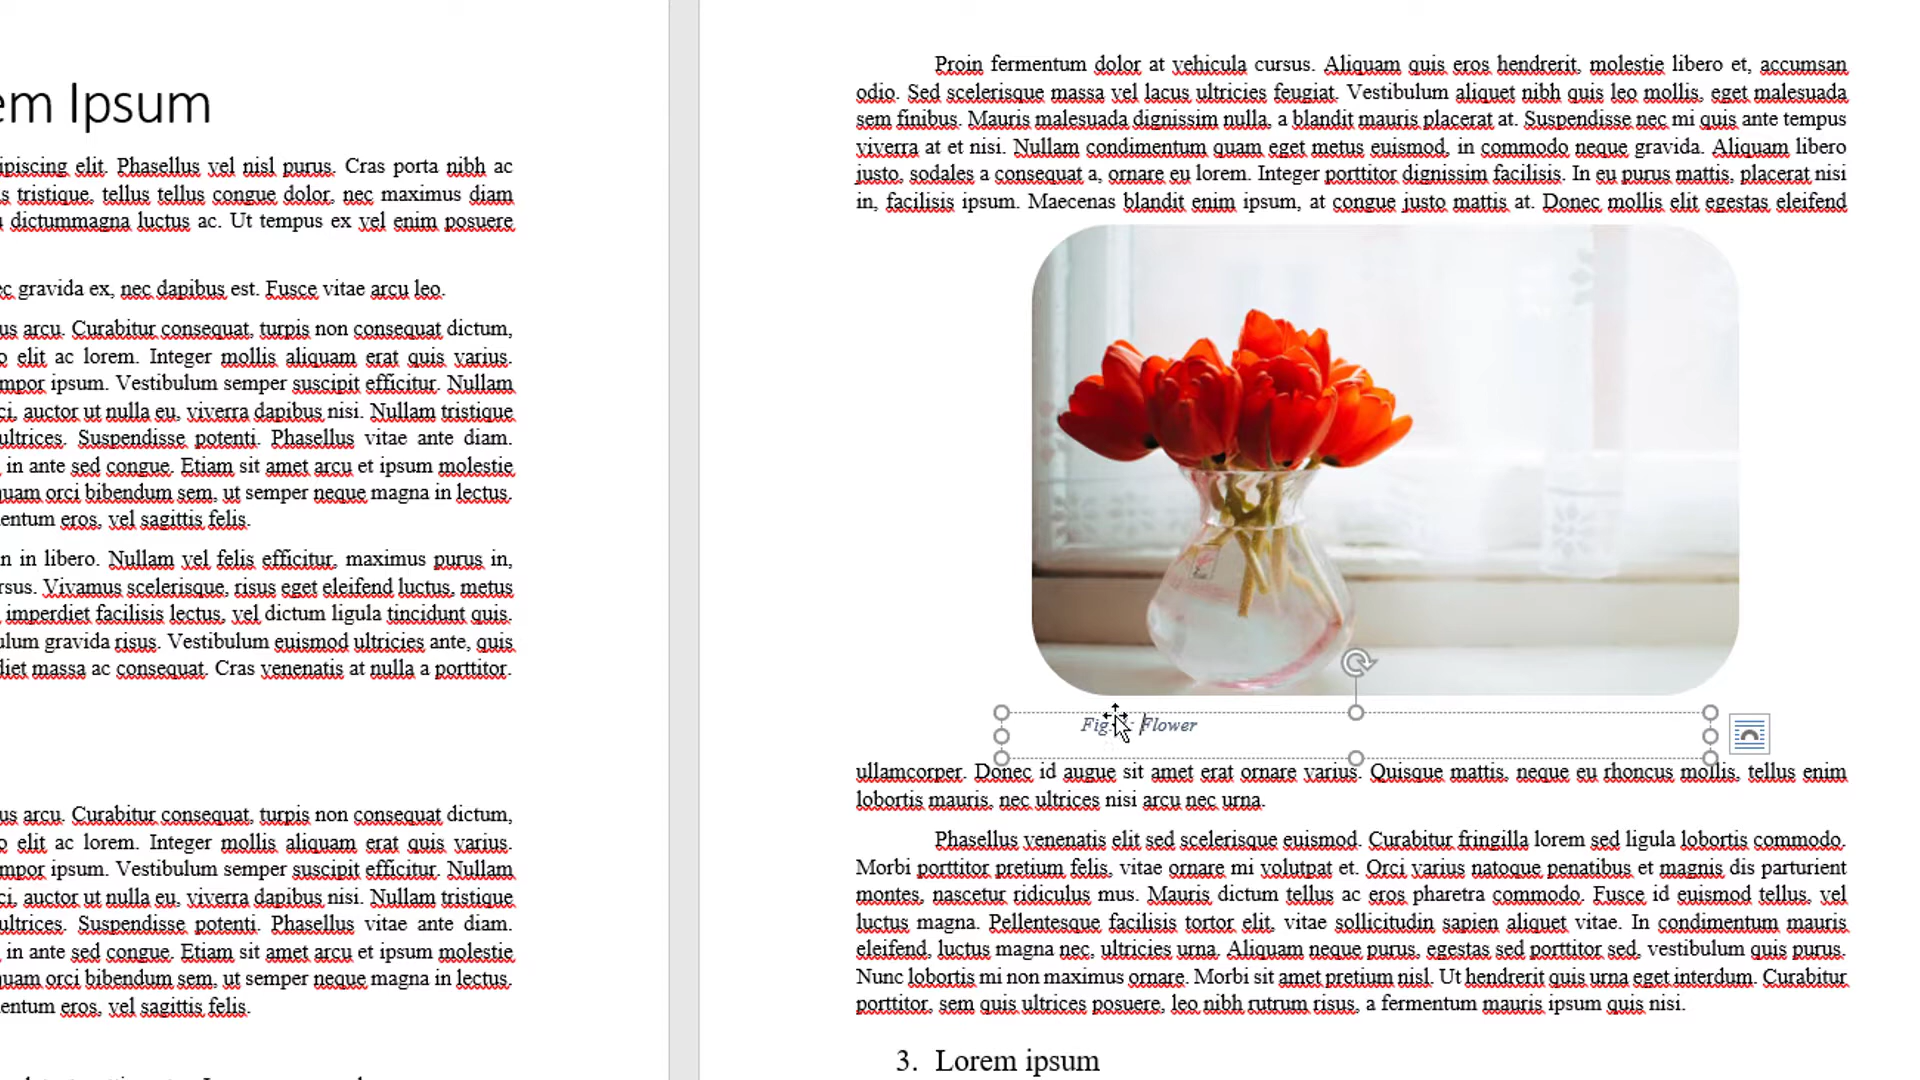 em Ipsum
ipiscing elit. Phasellus vel nisl purus. Cras porta nibh ac
s tristique, tellus tellus congue dolor, nec maximus diam
dictummagna luctus ac. Ut tempus ex vel enim posuere
ec gravida ex, nec dapibus est. Fusce vitae arcu leo.
us arcu. Curabitur consequat, turpis non consequat dictum,
o elit ac lorem. Integer mollis aliquam erat quis varius.
mpor ipsum. Vestibulum semper suscipit efficitur. Nullam
ci, auctor ut nulla eu, viverra dapibus nisi. Nullam tristique
ultrices. Suspendisse potenti. Phasellus vitae ante diam.
in ante sed congue. Etiam sit amet arcu et ipsum molestie
uam orci bibendum sem, ut semper neque magna in lectus.
entum eros, vel sagittis felis.
n in libero. Nullam vel felis efficitur, maximus purus in,
rsus. Vivamus scelerisque, risus eget eleifend luctus, metus
imperdiet facilisis lectus, vel dictum ligula tincidunt quis.
ulum gravida risus. Vestibulum euismod ultricies ante, quis
diet massa ac consequat. Cras venenatis at nulla a porttitor.
us arcu. Curabitur consequat, turpis non consequat dictum,
o elit ac lorem. Integer mollis aliquam erat quis varius.
mpor ipsum. Vestibulum semper suscipit efficitur. Nullam
ci, auctor ut nulla eu, viverra dapibus nisi. Nullam tristique
ultrices. Suspendisse potenti. Phasellus vitae ante diam.
in ante sed congue. Etiam sit amet arcu et ipsum molestie
uam orci bibendum sem, ut semper neque magna in lectus.
entum eros, vel sagittis felis.
Proin fermentum dolor at vehicula cursus. Aliquam quis eros hendrerit, molestie libero et, accumsan
odio. Sed scelerisque massa vel lacus ultricies feugiat. Vestibulum aliquet nibh quis leo mollis, eget malesuada
sem finibus. Mauris malesuada dignissim nulla, a blandit mauris placerat at. Suspendisse nec mi quis ante tempus
viverra at et nisi. Nullam condimentum quam eget metus euismod, in commodo neque gravida. Aliquam libero
justo, sodales a consequat a, ornare eu lorem. Integer porttitor dignissim facilisis. In eu purus mattis, placerat nisi
in, facilisis ipsum. Maecenas blandit enim ipsum, at congue justo mattis at. Donec mollis elit egestas eleifend
Fig. Flower
ullamcorper. Donec id augue sit amet erat ornare varius. Quisque mattis, neque eu rhoncus mollis, tellus enim
lobortis mauris, nec ultrices nisi arcu nec urna.
Phasellus venenatis elit sed scelerisque euismod. Curabitur fringilla lorem sed ligula lobortis commodo.
Morbi porttitor pretium felis, vitae ornare mi volutpat et. Orci varius natoque penatibus et magnis dis parturient
montes, nascetur ridiculus mus. Mauris dictum tellus ac eros pharetra commodo. Fusce id euismod tellus, vel
luctus magna. Pellentesque facilisis tortor elit, vitae sollicitudin sapien aliquet vitae. In condimentum mauris
eleifend, luctus magna nec, ultricies urna. Aliquam neque purus, egestas sed porttitor sed, vestibulum quis purus.
Nunc lobortis mi non maximus ornare. Morbi sit amet pretium nisl. Ut hendrerit quis urna eget interdum. Curabitur
porttitor, sem quis ultrices posuere, leo nibh rutrum risus, a fermentum mauris ipsum quis nisi.
3. Lorem ipsum